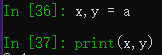 In [36]: x,y = a
In [37]: print(x,y)